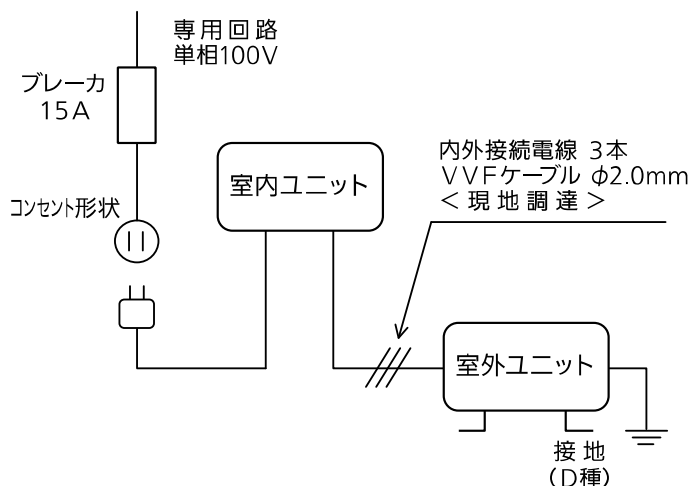 専用回路
単相100V
ブレーカ
15A
コンセント形状
室内ユニット
内外接続電線 3本
VVFケーブル φ2.0mm
＜現地調達＞
室外ユニット
接地
（D種）